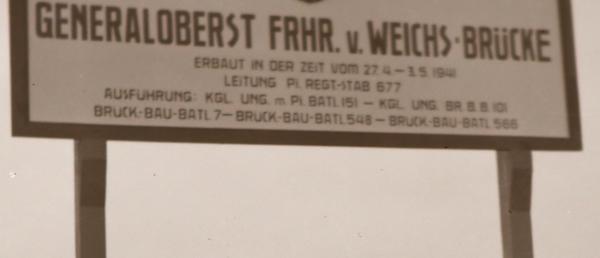 GENERALOBERST FRHR. v. WEICHS-BRÜCKE
ERBAUT IN DER ZEIT VOM 27.4. – 3.5. 1941
LEITUNG PI. REGT-STAB 677
AUSFÜHRUNG: KGL. UNG. m. PI. BATL 151 – KGL. UNG. BR. B. B. 101
BRÜCK-BAU-BATL 7 – BRÜCK-BAU-BATL 548 – BRÜCK-BAU-BATL 566